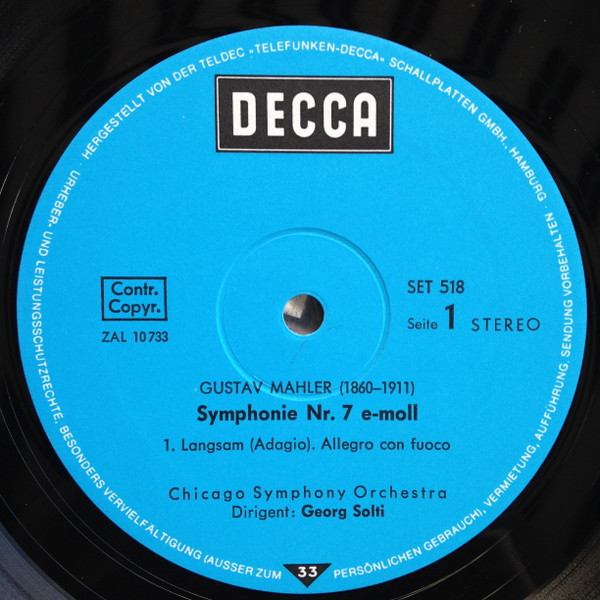 HERGESTELLT VON DER TELDEC »TELEFUNKEN-DECCA« SCHALLPLATTEN GMBH., HAMBURG ·
URHEBER- UND LEISTUNGSSCHUTZRECHTE. BESONDERS VERVIELFÄLTIGUNG (AUSSER ZUM PERSÖNLICHEN GEBRAUCH), VERMIETUNG, AUFFÜHRUNG, SENDUNG VORBEHALTEN ·
DECCA
Contr.
Copyr.
ZAL 10 733
SET 518
Seite 1 STEREO
GUSTAV MAHLER (1860–1911)
Symphonie Nr. 7 e-moll
1. Langsam (Adagio). Allegro con fuoco
Chicago Symphony Orchestra
Dirigent: Georg Solti
33